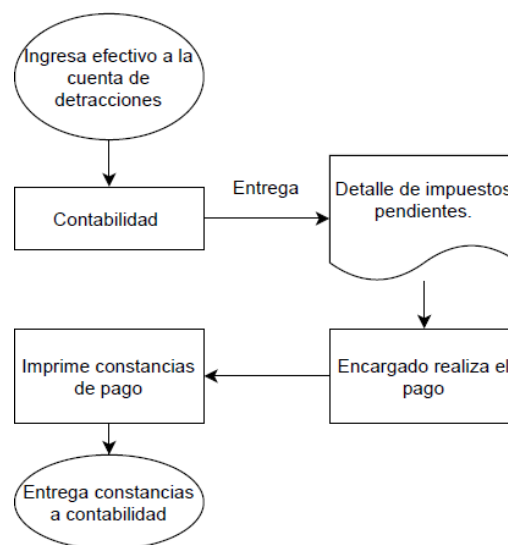 Ingresa efectivo a la
cuenta de
detracciones
Contabilidad
Entrega
Detalle de impuestos
pendientes.
Encargado realiza el
pago
Imprime constancias
de pago
Entrega constancias
a contabilidad